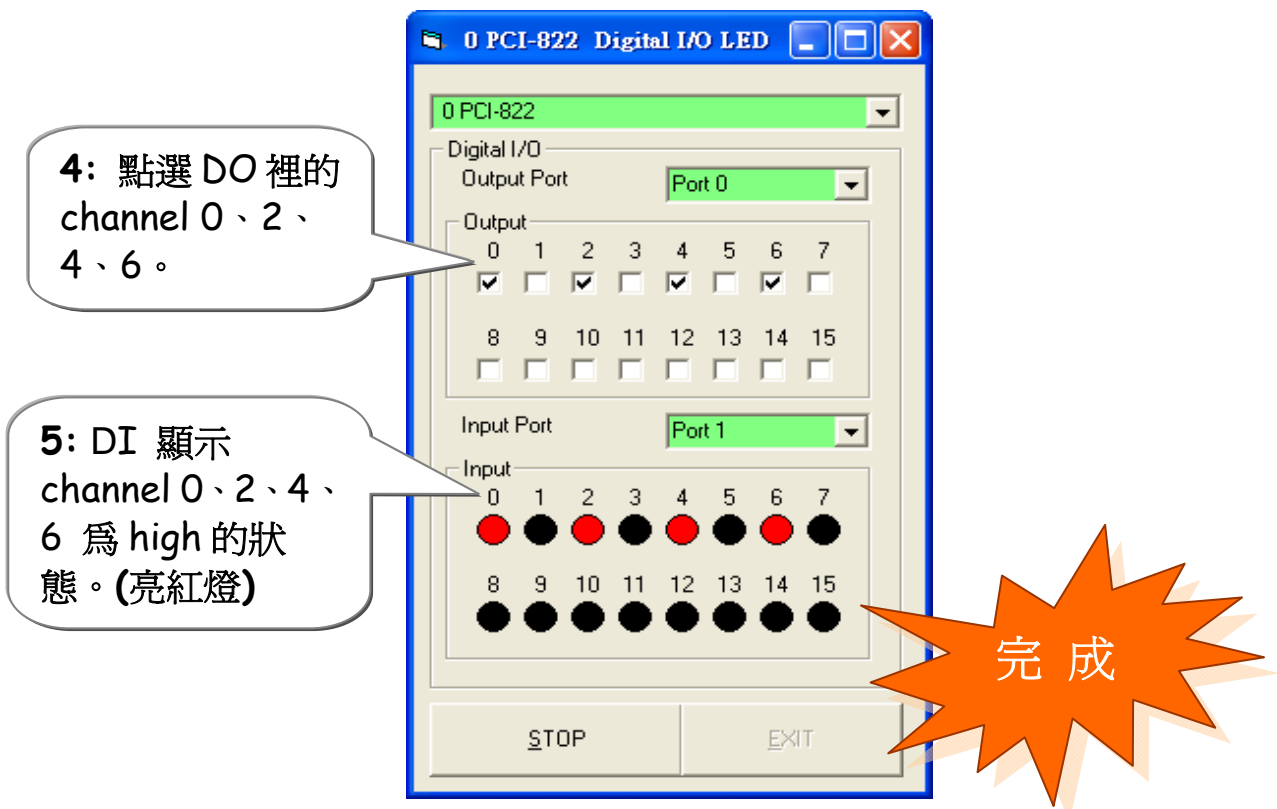 0 PCI-822 Digital I/O LED
0 PCI-822
Digital I/O
Output Port
Port 0
4: 點選 DO 裡的
channel 0、2、
4、6。
Output
0 1 2 3 4 5 6 7
8 9 10 11 12 13 14 15
Input Port
Port 1
5: DI 顯示
channel 0、2、4、
6 為 high 的狀
態。(亮紅燈)
Input
0 1 2 3 4 5 6 7
8 9 10 11 12 13 14 15
完 成
STOP
EXIT